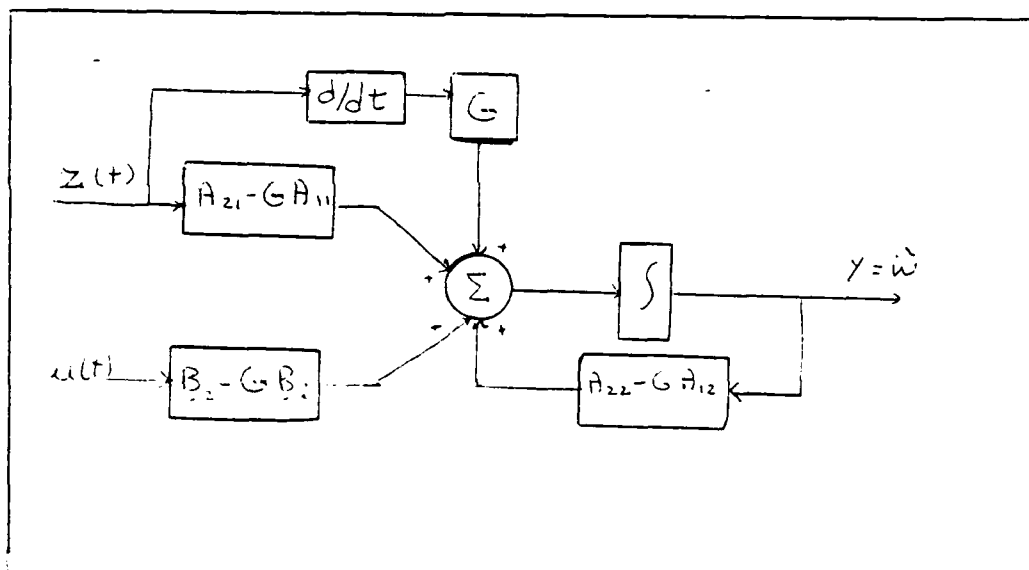 d/dt
G
Z(t)
A₂₁-GA₁₁
+
+
Σ
∫
y = ŵ
+
u(t)
B₂-GB₁
A₂₂-GA₁₂